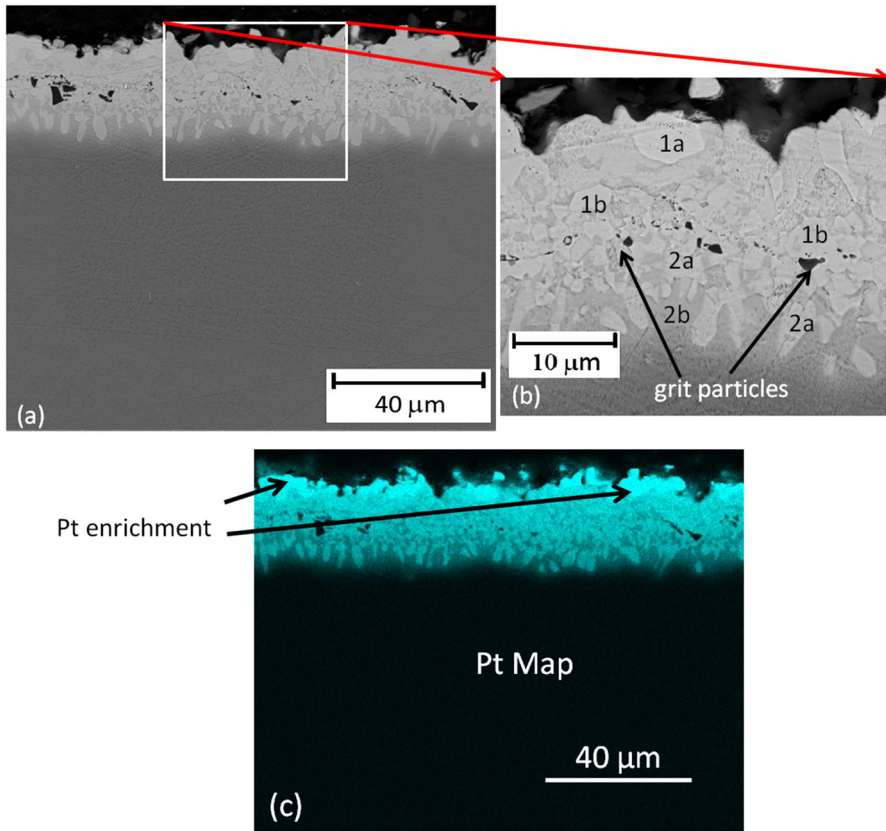 (a)
40 μm
1a
1b
1b
2a
2b
2a
10 μm
grit particles
(b)
Pt enrichment
Pt Map
40 μm
(c)